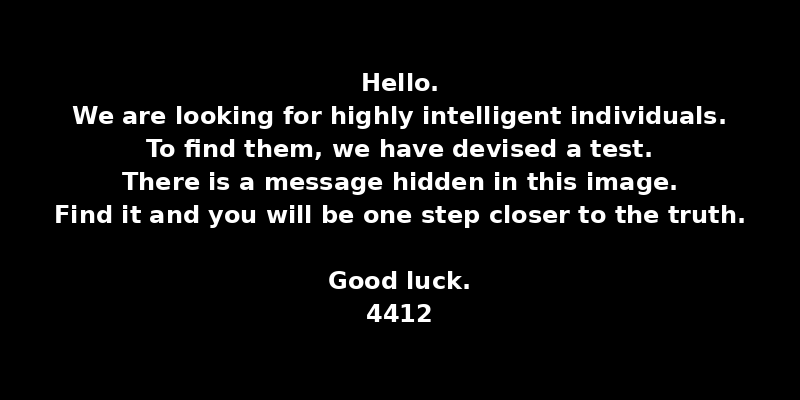 Hello.
We are looking for highly intelligent individuals.
To find them, we have devised a test.
There is a message hidden in this image.
Find it and you will be one step closer to the truth.
Good luck.
4412